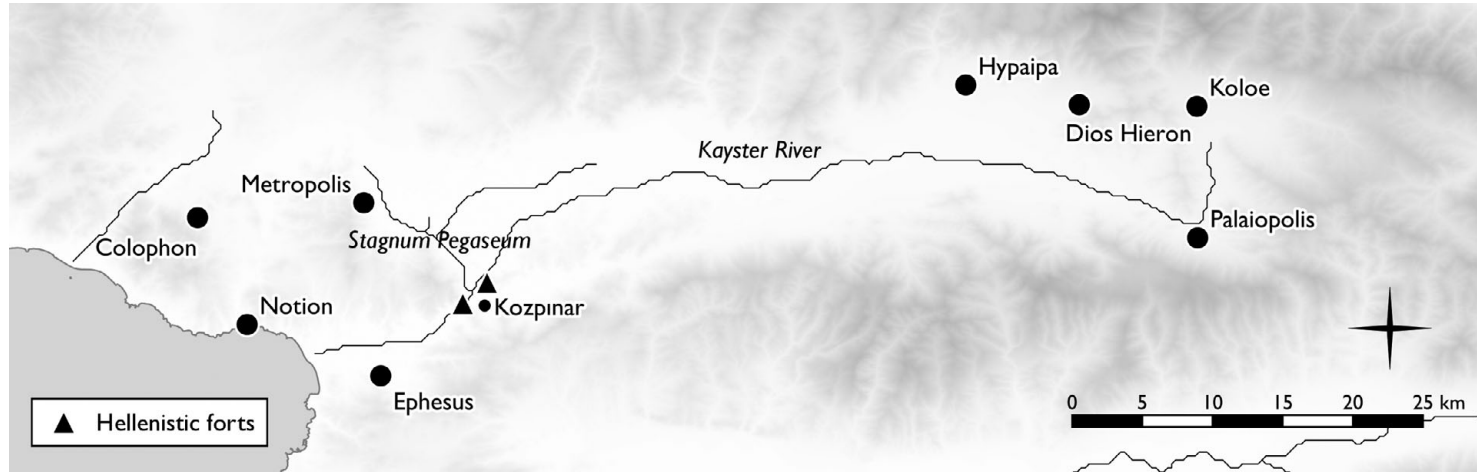 Hypaipa
Koloe
Dios Hieron
Kayster River
Metropolis
Palaiopolis
Colophon
Stagnum Pegaseum
Notion
Kozpınar
Ephesus
Hellenistic forts
0 5 10 15 20 25 km